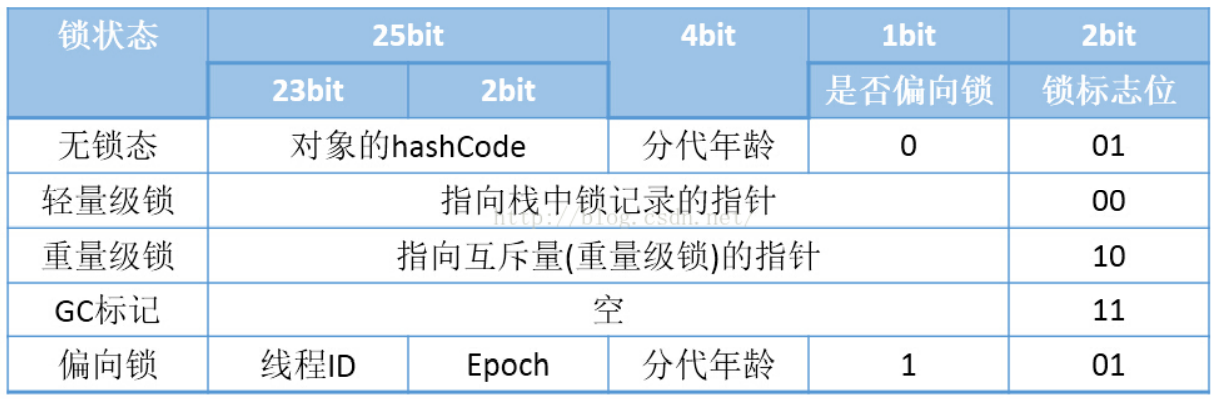 锁状态 25bit 4bit 1bit 2bit
23bit 2bit 是否偏向锁 锁标志位
无锁态 对象的hashCode 分代年龄 0 01
轻量级锁 指向栈中锁记录的指针 00
http://blog.csdn.net/
重量级锁 指向互斥量(重量级锁)的指针 10
GC标记 空 11
偏向锁 线程ID Epoch 分代年龄 1 01